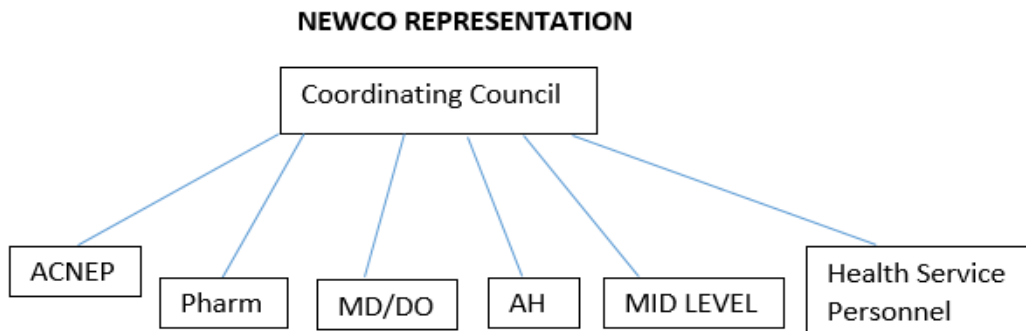 NEWCO REPRESENTATION
Coordinating Council
ACNEP
Pharm
MD/DO
AH
MID LEVEL
Health Service
Personnel